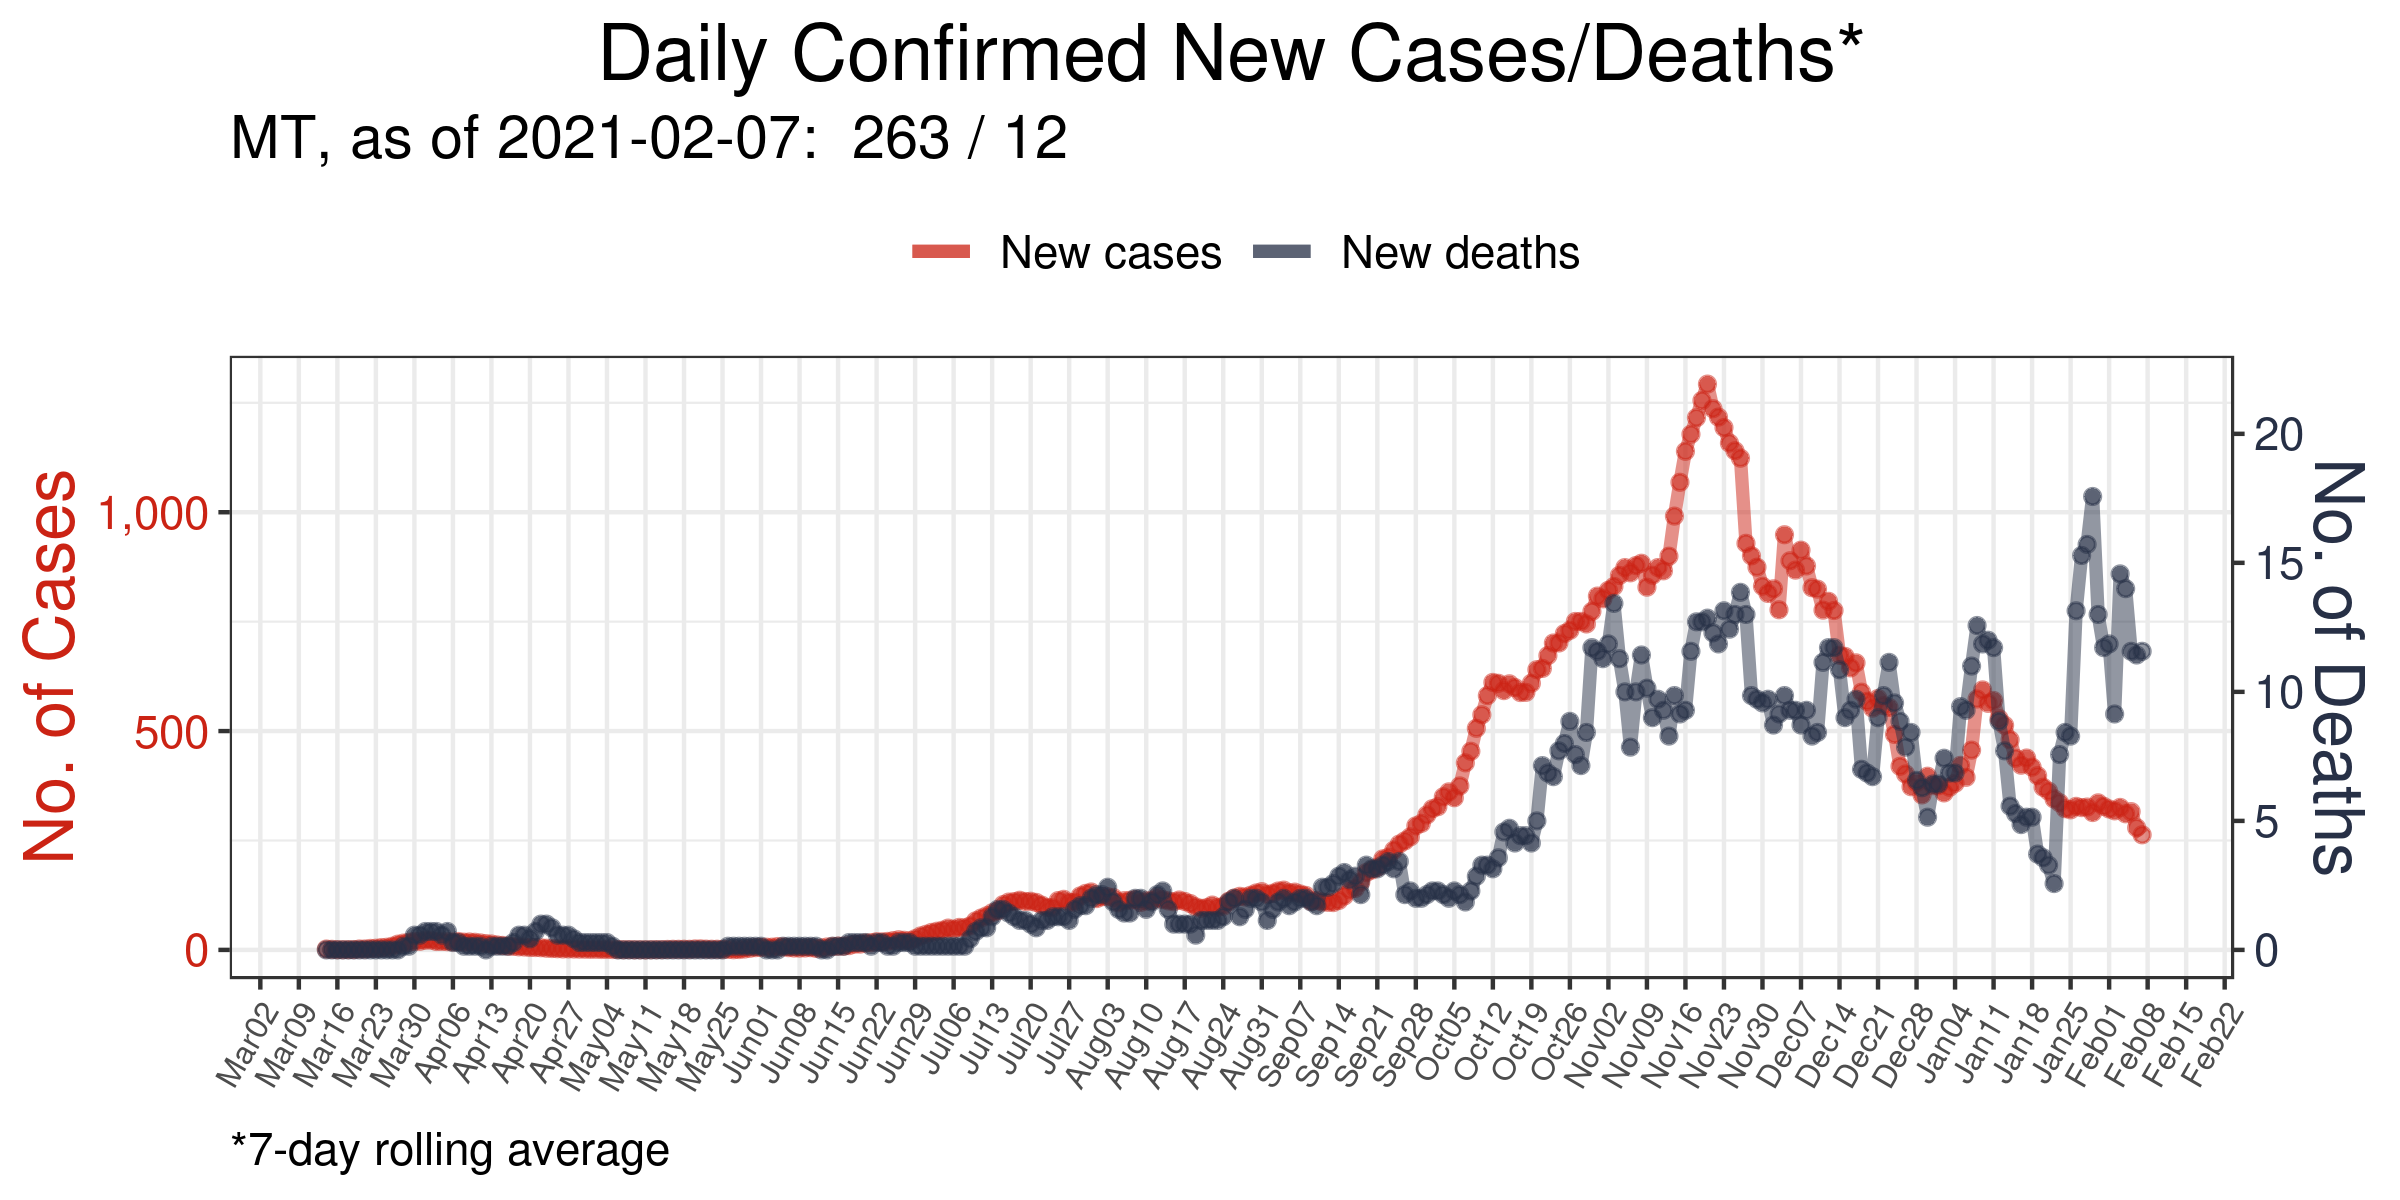 Daily Confirmed New Cases/Deaths*
MT, as of 2021-02-07:  263 / 12
New cases
New deaths
No. of Cases
1,000
500
0
20
15
10
5
0
No. of Deaths
Mar02
Mar09
Mar16
Mar23
Mar30
Apr06
Apr13
Apr20
Apr27
May04
May11
May18
May25
Jun01
Jun08
Jun15
Jun22
Jun29
Jul06
Jul13
Jul20
Jul27
Aug03
Aug10
Aug17
Aug24
Aug31
Sep07
Sep14
Sep21
Sep28
Oct05
Oct12
Oct19
Oct26
Nov02
Nov09
Nov16
Nov23
Nov30
Dec07
Dec14
Dec21
Dec28
Jan04
Jan11
Jan18
Jan25
Feb01
Feb08
Feb15
Feb22
*7-day rolling average